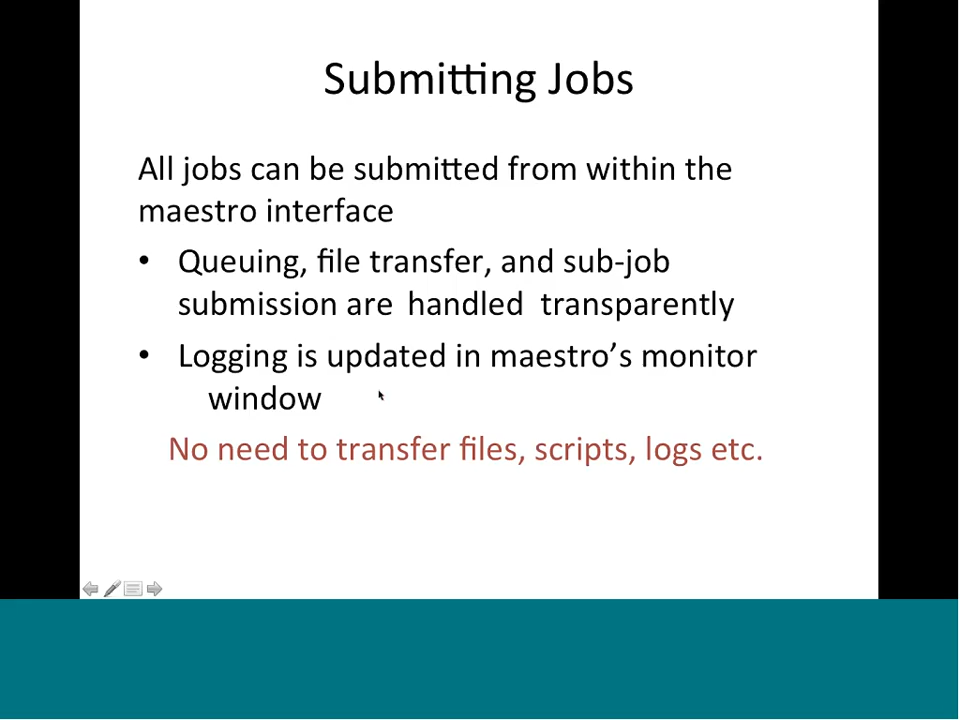 Submitting Jobs
All jobs can be submitted from within the
maestro interface
• Queuing, file transfer, and sub-job
submission are handled transparently
• Logging is updated in maestro’s monitor
window
No need to transfer files, scripts, logs etc.